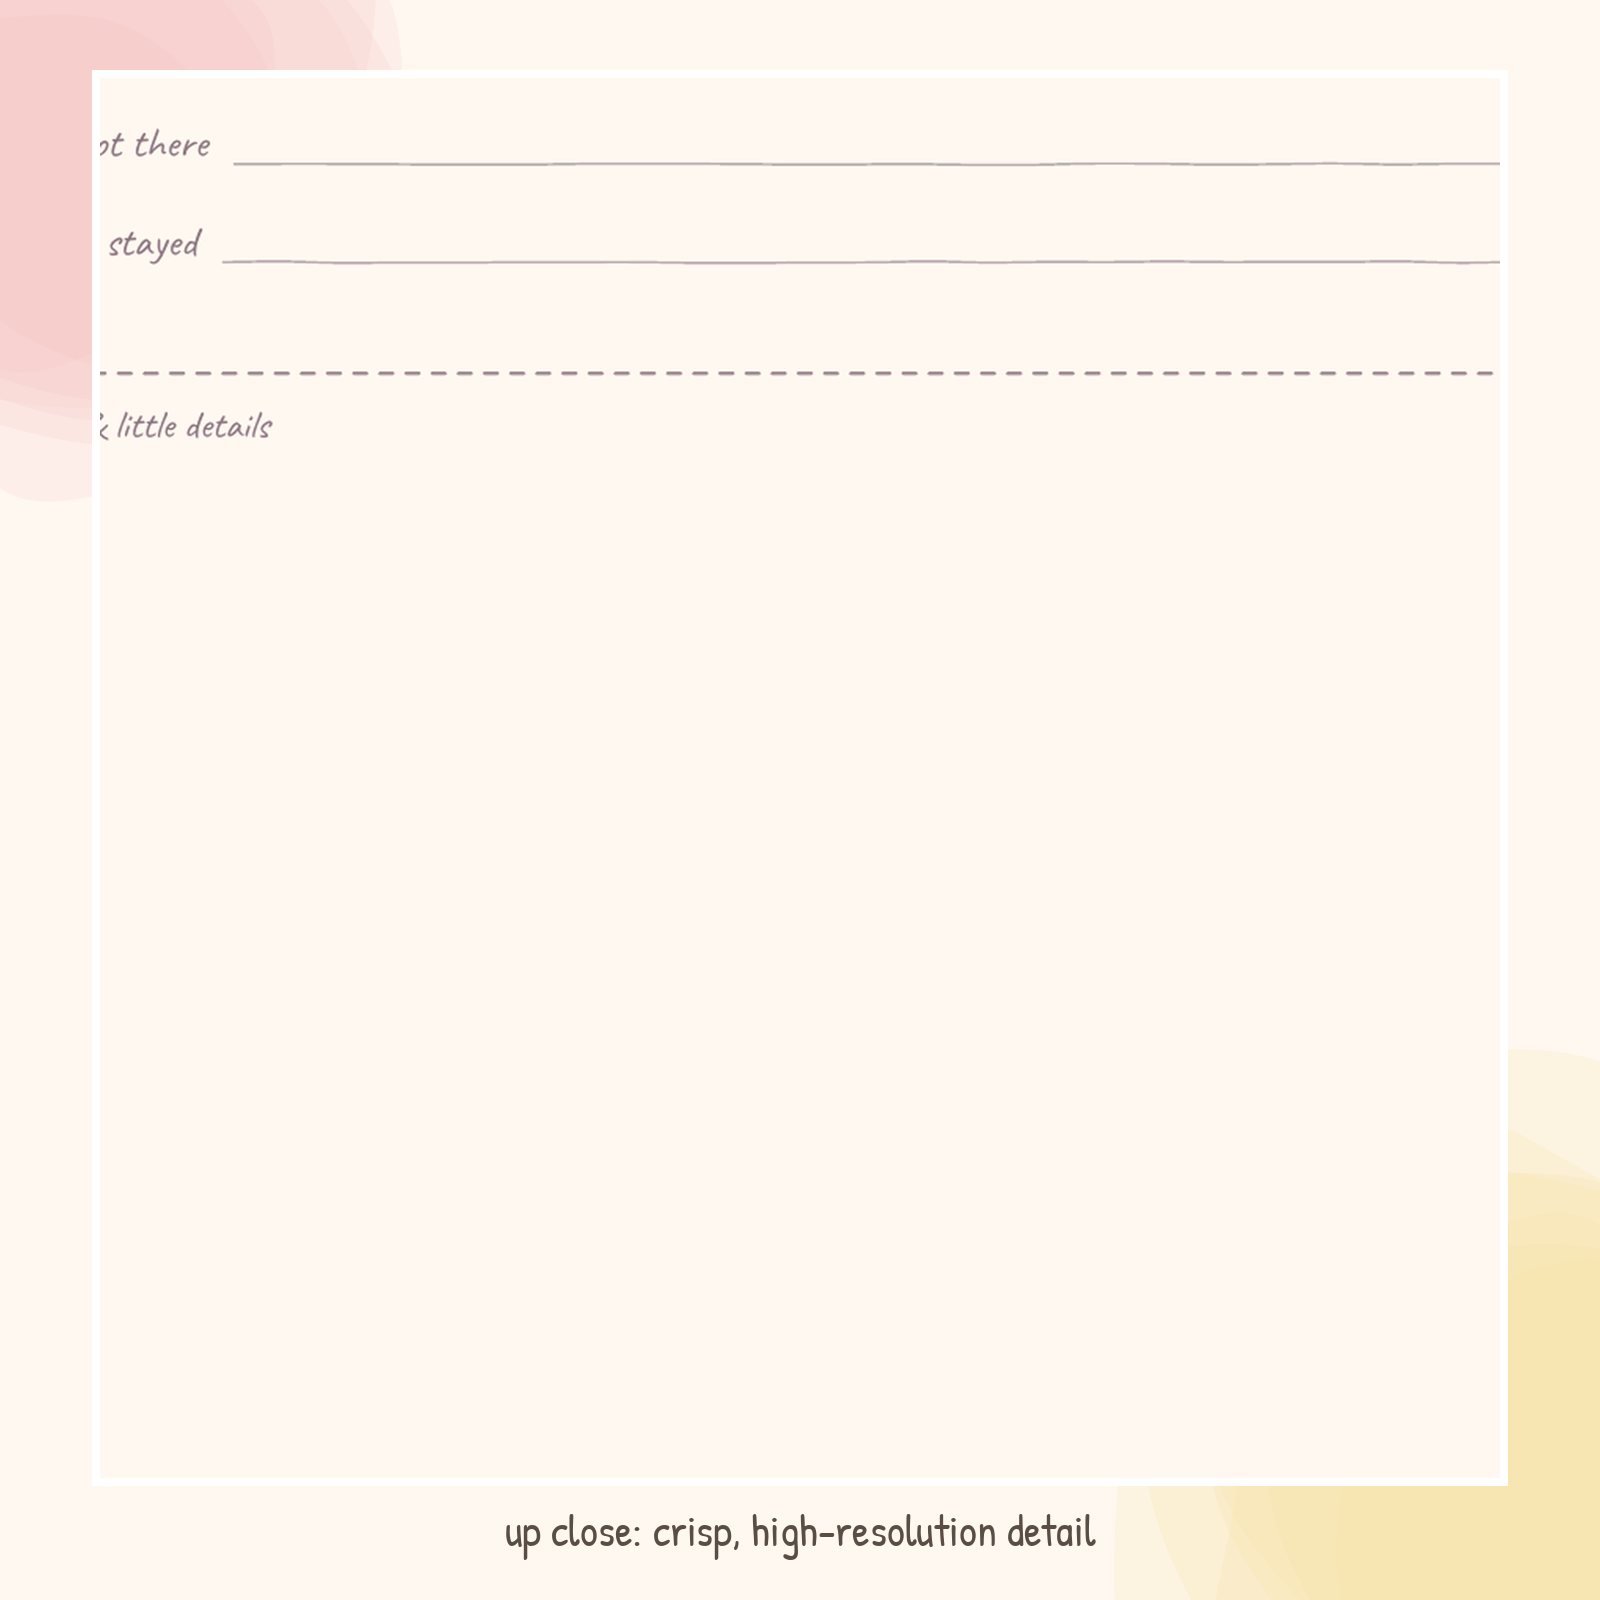 there
stayed
little details
up close: crisp, high-resolution detail